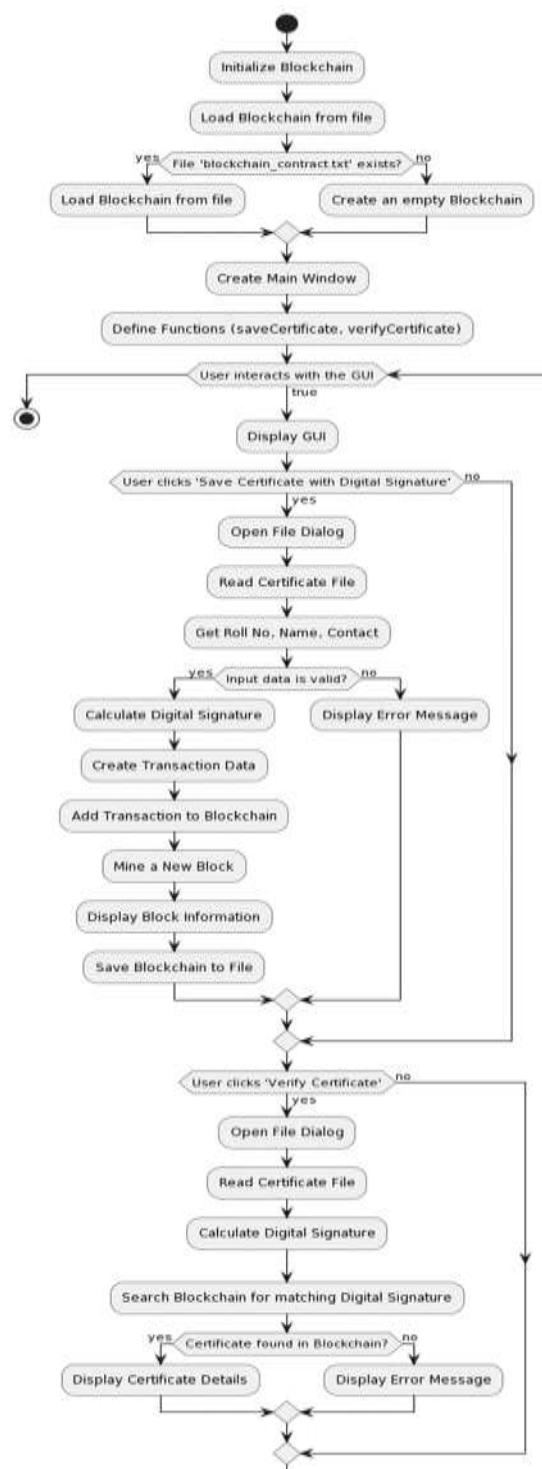 Initialize Blockchain
Load Blockchain from file
yes
File 'blockchain_contract.txt' exists?
no
Load Blockchain from file
Create an empty Blockchain
Create Main Window
Define Functions (saveCertificate, verifyCertificate)
User interacts with the GUI
true
Display GUI
User clicks 'Save Certificate with Digital Signature'
no
yes
Open File Dialog
Read Certificate File
Get Roll No, Name, Contact
yes
Input data is valid?
no
Calculate Digital Signature
Display Error Message
Create Transaction Data
Add Transaction to Blockchain
Mine a New Block
Display Block Information
Save Blockchain to File
User clicks 'Verify Certificate'
no
yes
Open File Dialog
Read Certificate File
Calculate Digital Signature
Search Blockchain for matching Digital Signature
yes
Certificate found in Blockchain?
no
Display Certificate Details
Display Error Message